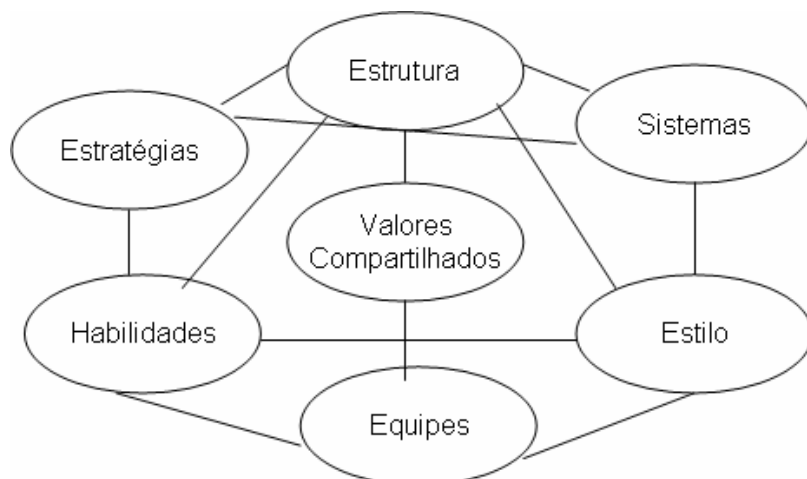 Estrutura
Sistemas
Estratégias
Valores
Compartilhados
Habilidades
Estilo
Equipes